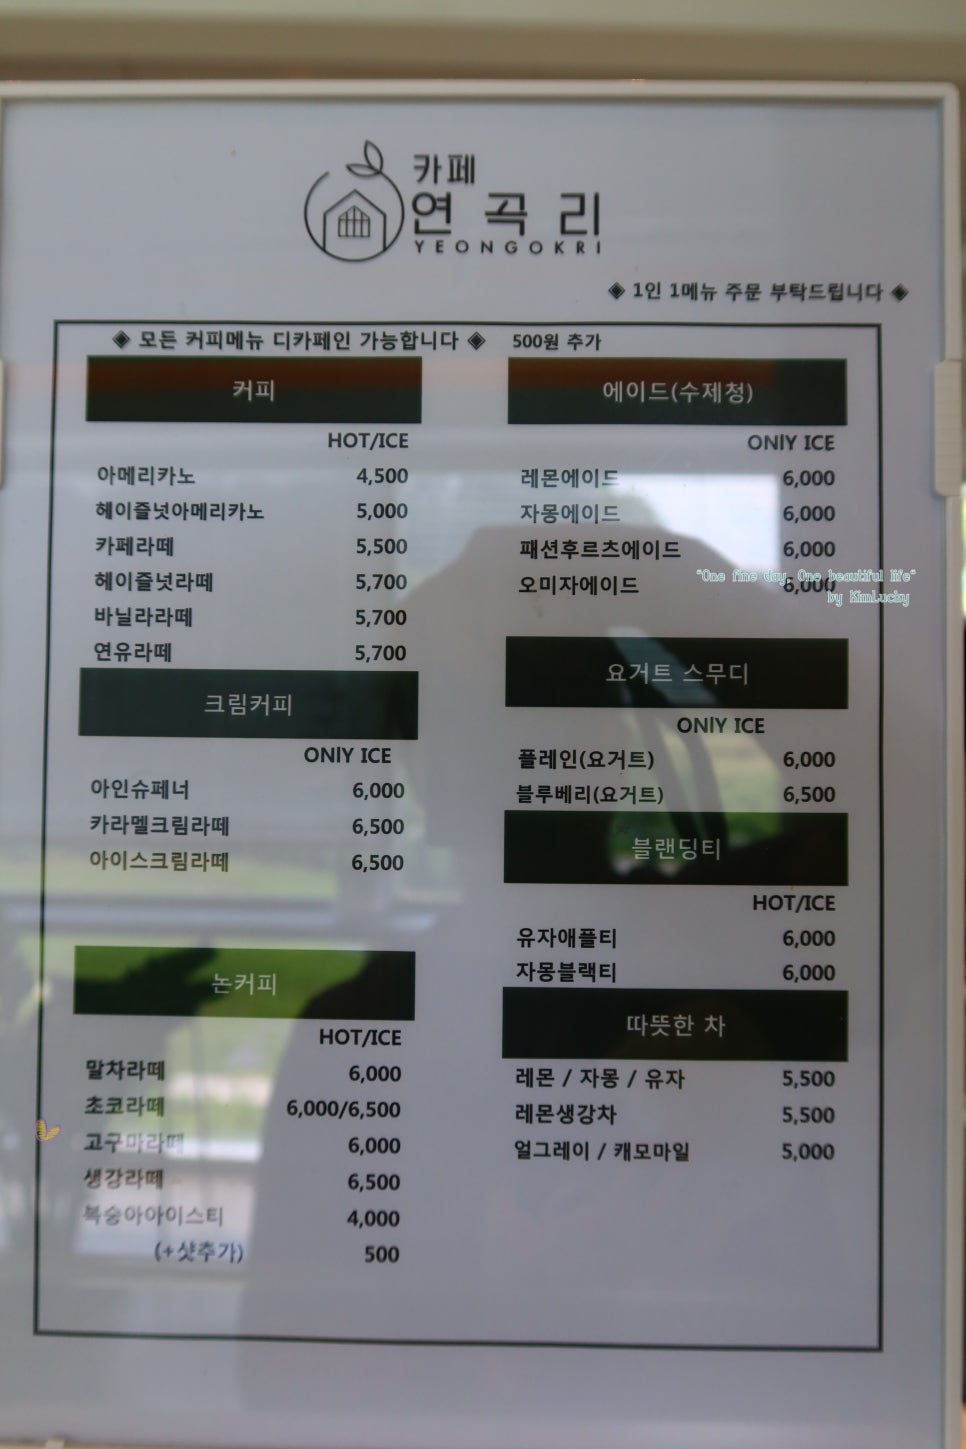 카페
연곡리
YEONGOKRI
◈ 1인 1메뉴 주문 부탁드립니다 ◈
◈ 모든 커피메뉴 디카페인 가능합니다 ◈ 500원 추가
커피
HOT/ICE
아메리카노 4,500
헤이즐넛아메리카노 5,000
카페라떼 5,500
헤이즐넛라떼 5,700
바닐라라떼 5,700
연유라떼 5,700
크림커피
ONlY ICE
아인슈페너 6,000
카라멜크림라떼 6,500
아이스크림라떼 6,500
논커피
HOT/ICE
말차라떼 6,000
초코라떼 6,000/6,500
고구마라떼 6,000
생강라떼 6,500
복숭아아이스티 4,000
(+샷추가) 500
에이드(수제청)
ONlY ICE
레몬에이드 6,000
자몽에이드 6,000
패션후르츠에이드 6,000
오미자에이드 6,000
"One fine day, One beautiful life"
by KimLucky
요거트 스무디
ONlY ICE
플레인(요거트) 6,000
블루베리(요거트) 6,500
블랜딩티
HOT/ICE
유자애플티 6,000
자몽블랙티 6,000
따뜻한 차
레몬 / 자몽 / 유자 5,500
레몬생강차 5,500
얼그레이 / 캐모마일 5,000